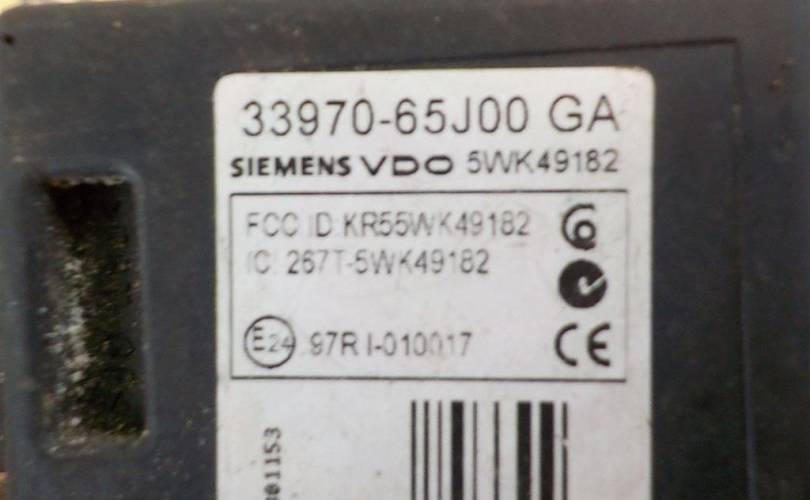 33970-65J00 GA
SIEMENS VDO 5WK49182
FCC ID KR55WK49182
IC: 267T-5WK49182
E24 97R I-010017
CE